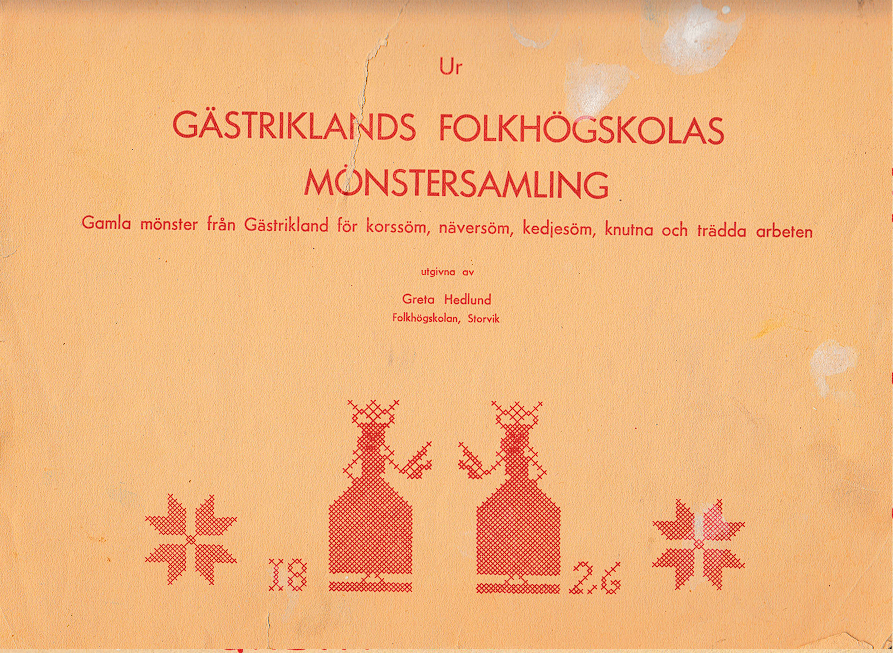 Ur
GÄSTRIKLANDS FOLKHÖGSKOLAS
MÖNSTERSAMLING
Gamla mönster från Gästrikland för korssöm, näversöm, kedjesöm, knutna och trädda arbeten
utgivna av
Greta Hedlund
Folkhögskolan, Storvik
18 26